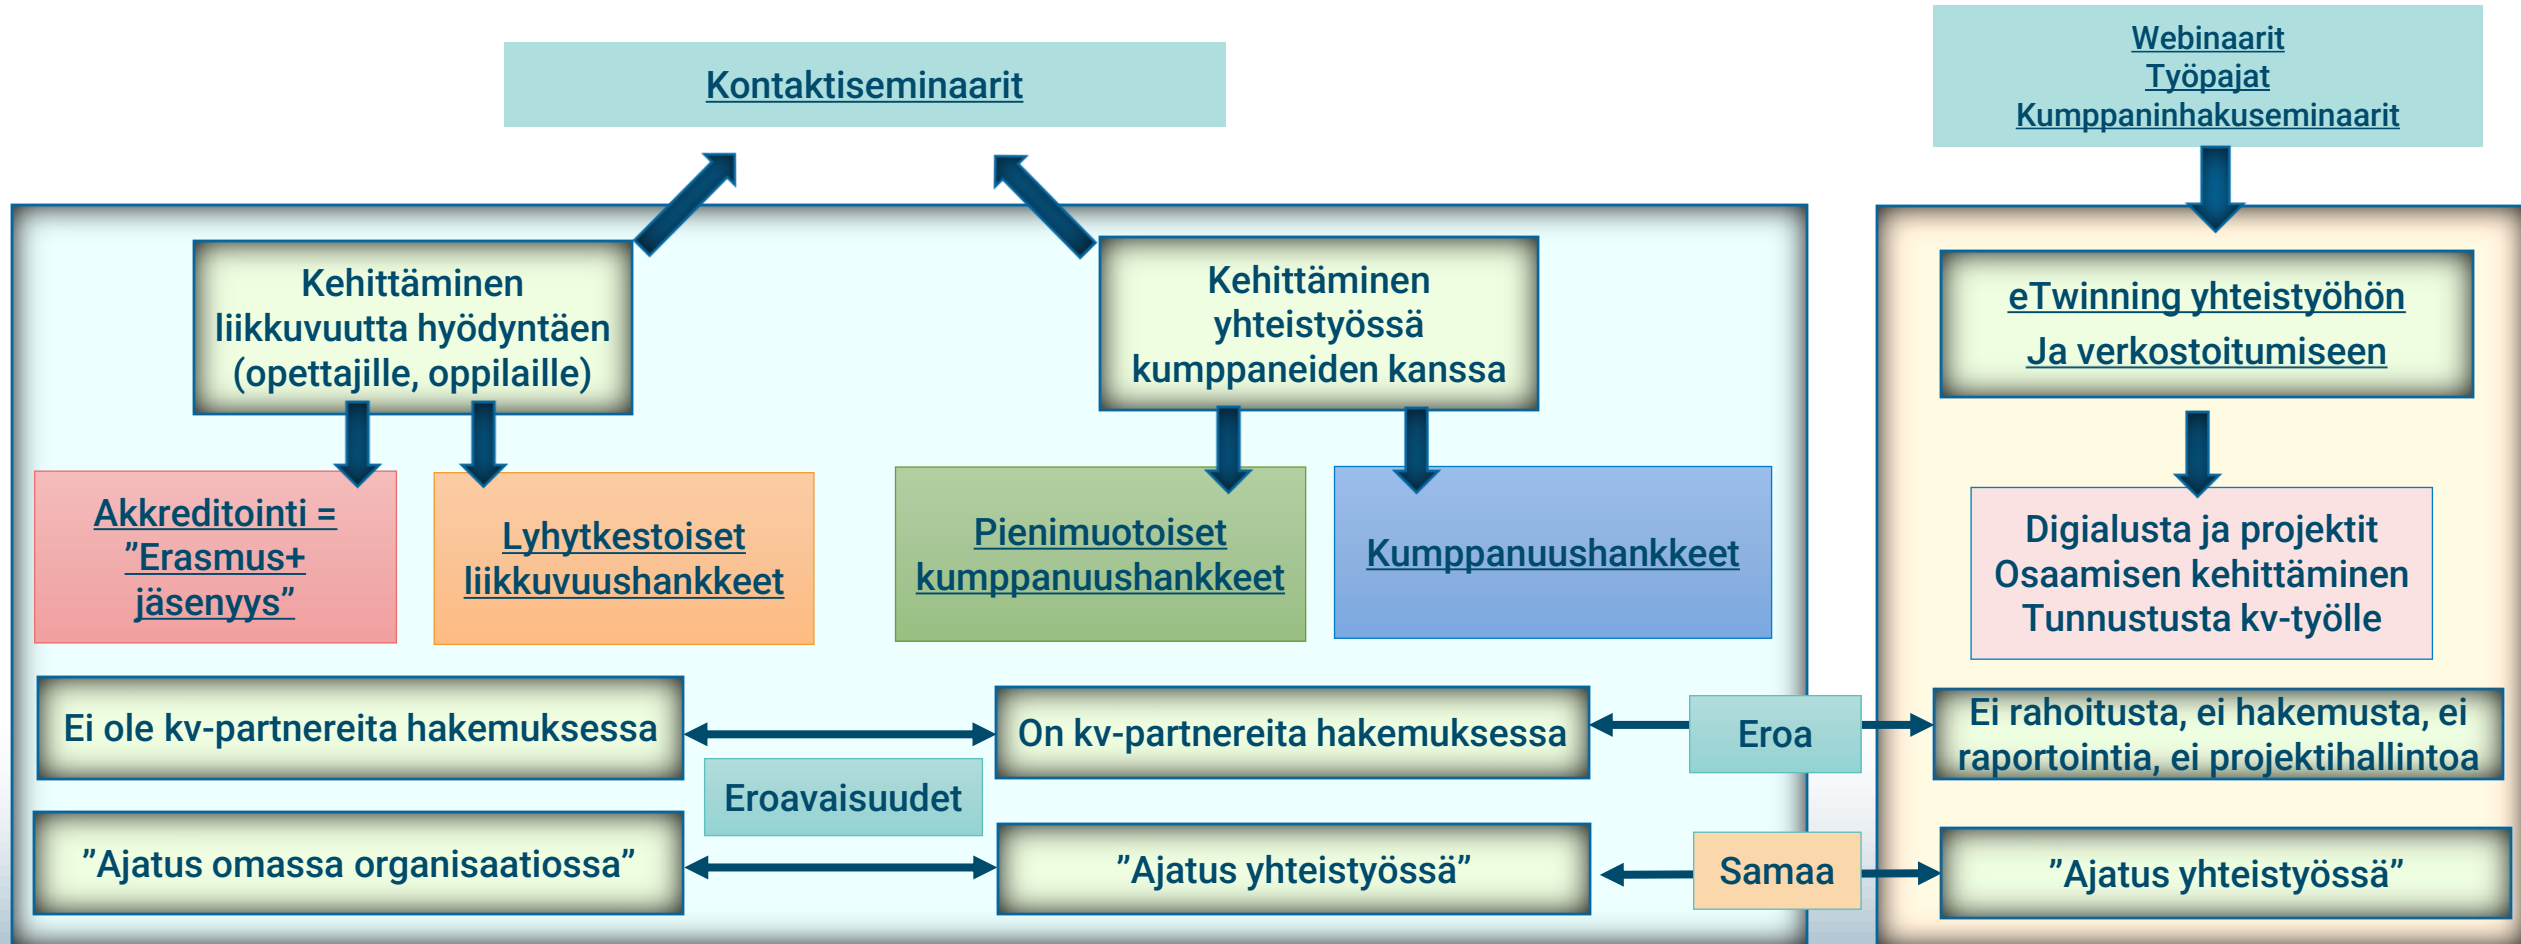 Kontaktiseminaarit
Webinaarit
Työpajat
Kumppaninhakuseminaarit
Kehittäminen
liikkuvuutta hyödyntäen
(opettajille, oppilaille)
Kehittäminen
yhteistyössä
kumppaneiden kanssa
eTwinning yhteistyöhön
Ja verkostoitumiseen
Akkreditointi =
”Erasmus+
jäsenyys”
Lyhytkestoiset
liikkuvuushankkeet
Pienimuotoiset
kumppanuushankkeet
Kumppanuushankkeet
Digialusta ja projektit
Osaamisen kehittäminen
Tunnustusta kv-työlle
Ei ole kv-partnereita hakemuksessa
On kv-partnereita hakemuksessa
Eroa
Ei rahoitusta, ei hakemusta, ei
raportointia, ei projektihallintoa
Eroavaisuudet
”Ajatus omassa organisaatiossa”
”Ajatus yhteistyössä”
Samaa
”Ajatus yhteistyössä”